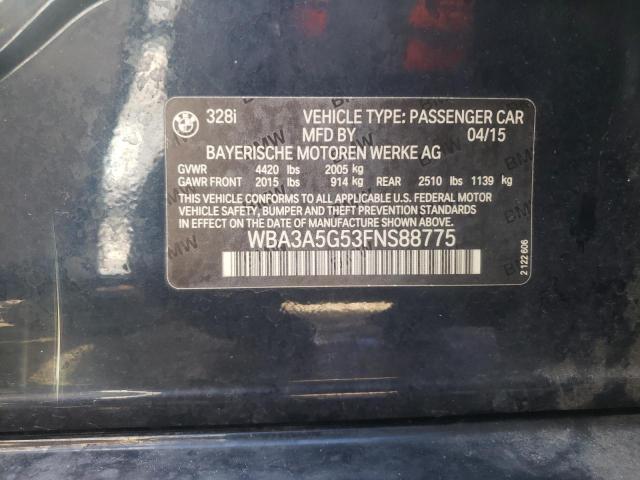 BMW 328i VEHICLE TYPE: PASSENGER CAR
MFD BY 04/15
BAYERISCHE MOTOREN WERKE AG
GVWR 4420 lbs 2005 kg
GAWR FRONT 2015 lbs 914 kg REAR 2510 lbs 1139 kg
THIS VEHICLE CONFORMS TO ALL APPLICABLE U.S. FEDERAL MOTOR
VEHICLE SAFETY, BUMPER AND THEFT PREVENTION STANDARDS
IN EFFECT ON THE DATE OF MANUFACTURE SHOWN ABOVE.
WBA3A5G53FNS88775
2 122 606